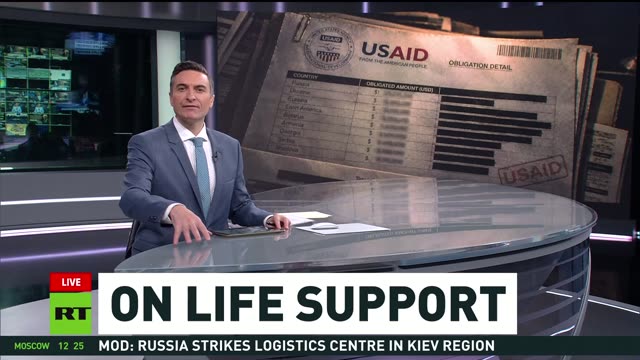 USAID
USAID
FROM THE AMERICAN PEOPLE
OBLIGATION DETAIL
COUNTRY
OBLIGATED AMOUNT (USD)
USAID
LIVE
RT
ON LIFE SUPPORT
MOSCOW 12 25
MOD: RUSSIA STRIKES LOGISTICS CENTRE IN KIEV REGION